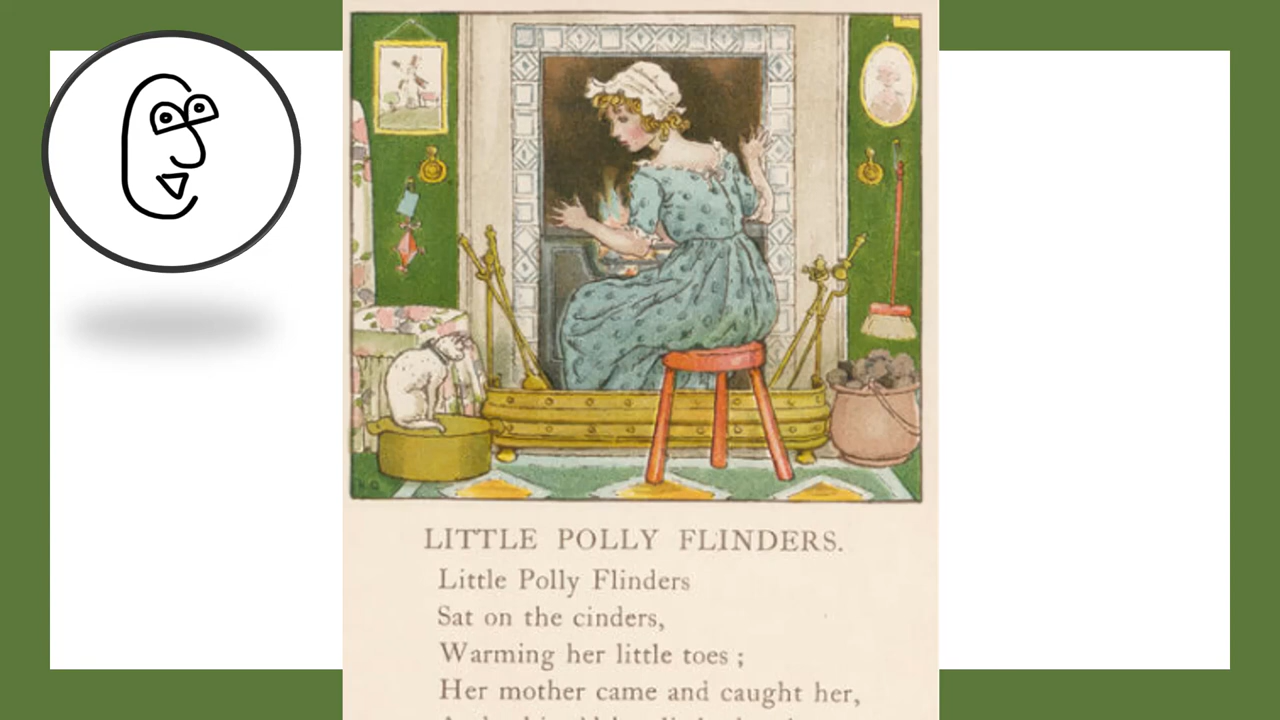 LITTLE POLLY FLINDERS.
Little Polly Flinders
Sat on the cinders,
Warming her little toes ;
Her mother came and caught her,